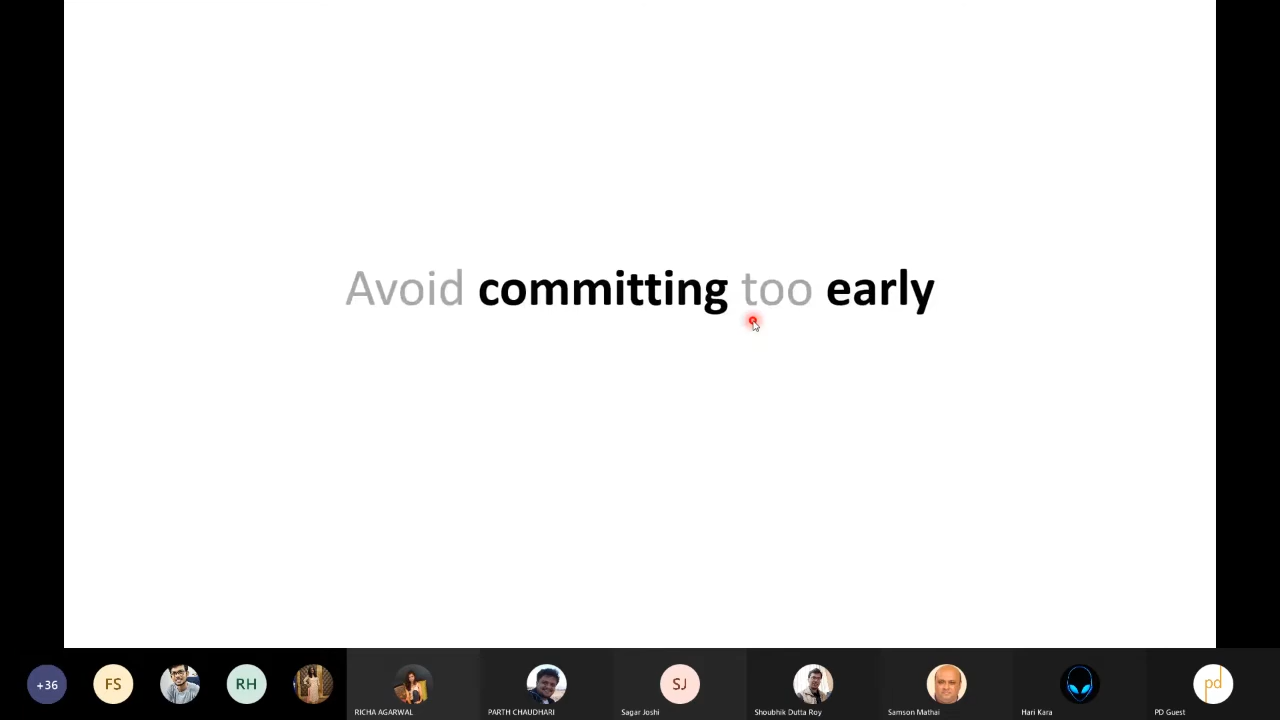 Avoid committing too early
+36
FS
RH
RICHA AGARWAL
PARTH CHAUDHARI
SJ
Sagar Joshi
Shoubhik Dutta Roy
Samson Mathai
Hari Kara
pd
PD Guest